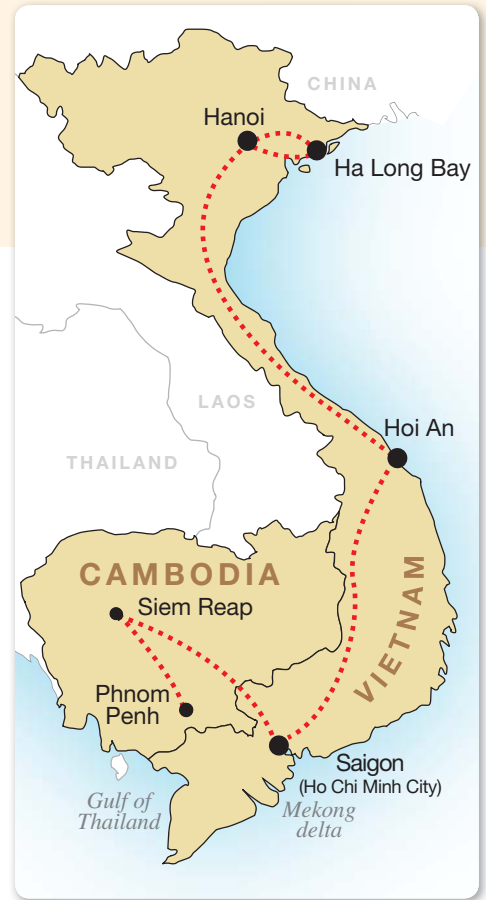 CHINA
Hanoi
Ha Long Bay
LAOS
Hoi An
THAILAND
CAMBODIA
Siem Reap
VIETNAM
Phnom
Penh
Saigon
(Ho Chi Minh City)
Gulf of
Thailand
Mekong
delta